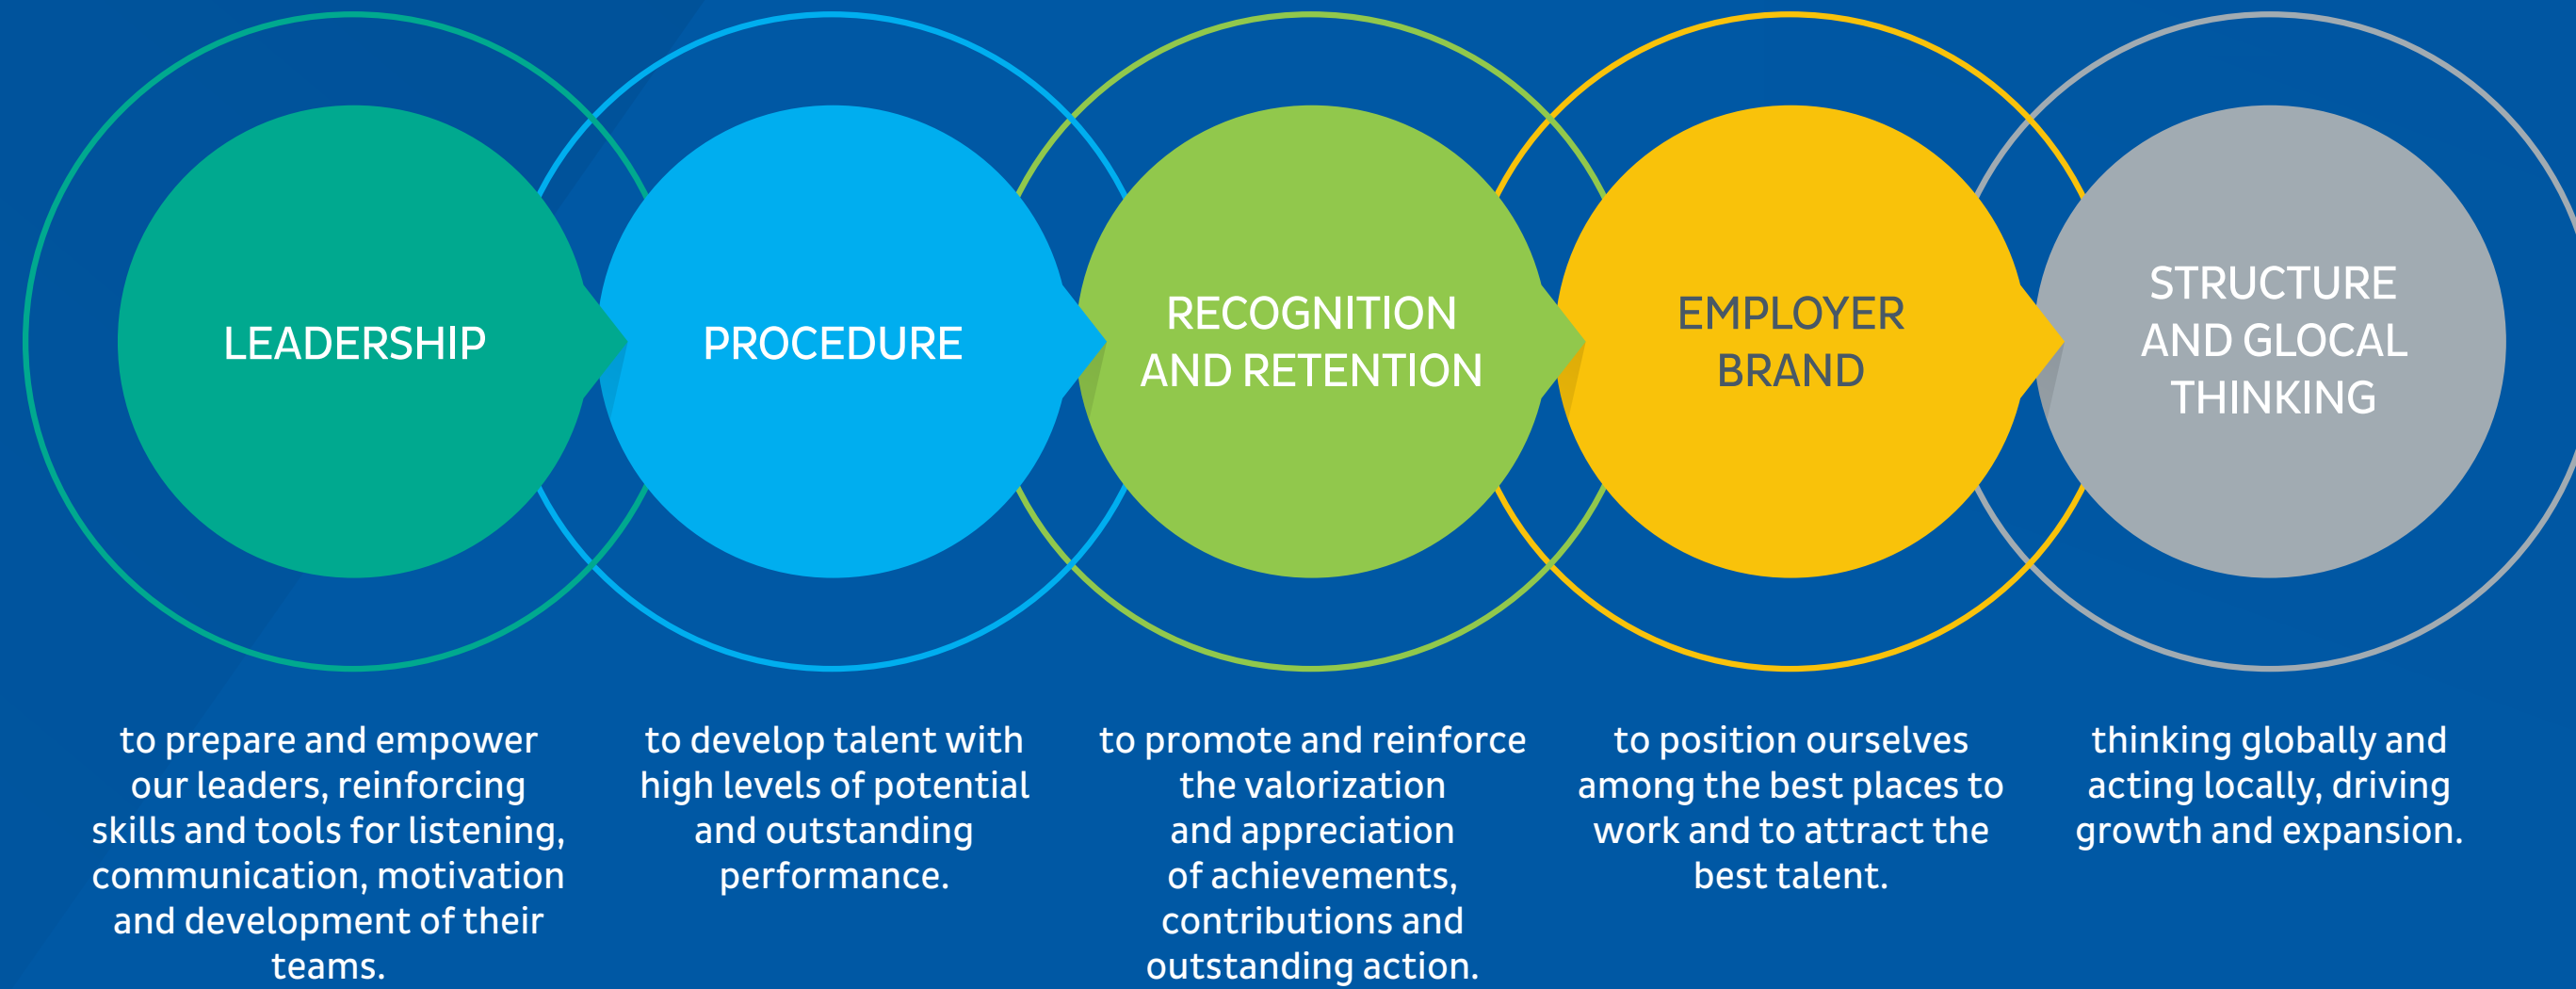 LEADERSHIP
to prepare and empower
our leaders, reinforcing
skills and tools for listening,
communication, motivation
and development of their
teams.
PROCEDURE
to develop talent with
high levels of potential
and outstanding
performance.
RECOGNITION
AND RETENTION
to promote and reinforce
the valorization
and appreciation
of achievements,
contributions and
outstanding action.
EMPLOYER
BRAND
to position ourselves
among the best places to
work and to attract the
best talent.
STRUCTURE
AND GLOCAL
THINKING
thinking globally and
acting locally, driving
growth and expansion.